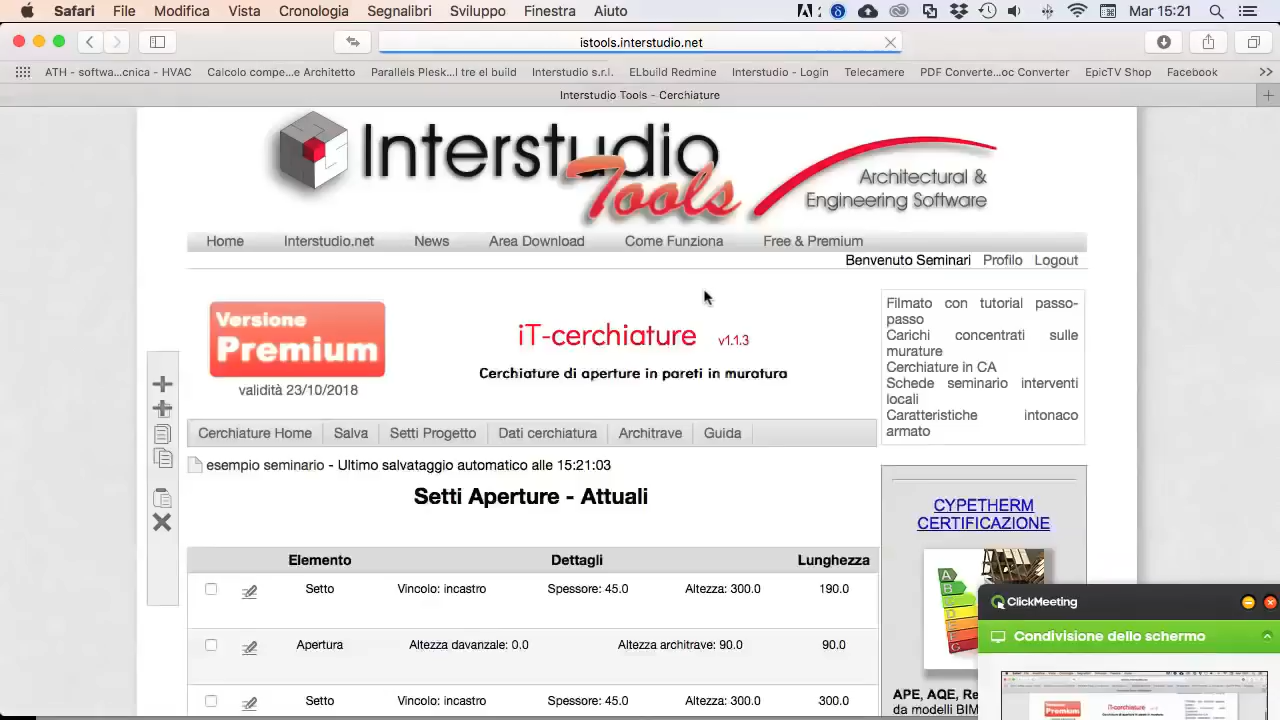 Safari File Modifica Vista Cronologia Segnalibri Sviluppo Finestra Aiuto Mar 15:21
istools.interstudio.net
ATH - softwa...cnica - HVAC Calcolo compe...e Architetto Parallels Plesk...l tre el build Interstudio s.r.l. ELbuild Redmine Interstudio - Login Telecamere PDF Converte...oc Converter EpicTV Shop Facebook
Interstudio Tools - Cerchiature
Interstudio
Tools
Architectural &
Engineering Software
Home Interstudio.net News Area Download Come Funziona Free & Premium
Benvenuto Seminari Profilo Logout
Versione
Premium
validità 23/10/2018
iT-cerchiature v1.1.3
Cerchiature di aperture in pareti in muratura
Filmato con tutorial passo-
passo
Carichi concentrati sulle
murature
Cerchiature in CA
Schede seminario interventi
locali
Caratteristiche intonaco
armato
Cerchiature Home Salva Setti Progetto Dati cerchiatura Architrave Guida
esempio seminario - Ultimo salvataggio automatico alle 15:21:03
Setti Aperture - Attuali
Elemento Dettagli Lunghezza
Setto Vincolo: incastro Spessore: 45.0 Altezza: 300.0 190.0
Apertura Altezza davanzale: 0.0 Altezza architrave: 90.0 90.0
Setto Vincolo: incastro Spessore: 45.0 Altezza: 300.0 300.0
CYPETHERM
CERTIFICAZIONE
A
B
APE, AQE, Re
da modelli BIM
ClickMeeting
Condivisione dello schermo